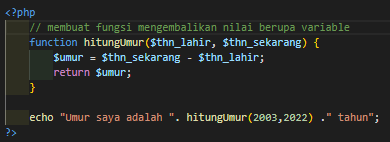 <?php
// membuat fungsi mengembalikan nilai berupa variable
function hitungUmur($thn_lahir, $thn_sekarang) {
$umur = $thn_sekarang - $thn_lahir;
return $umur;
}
echo "Umur saya adalah ". hitungUmur(2003,2022) ." tahun";
?>